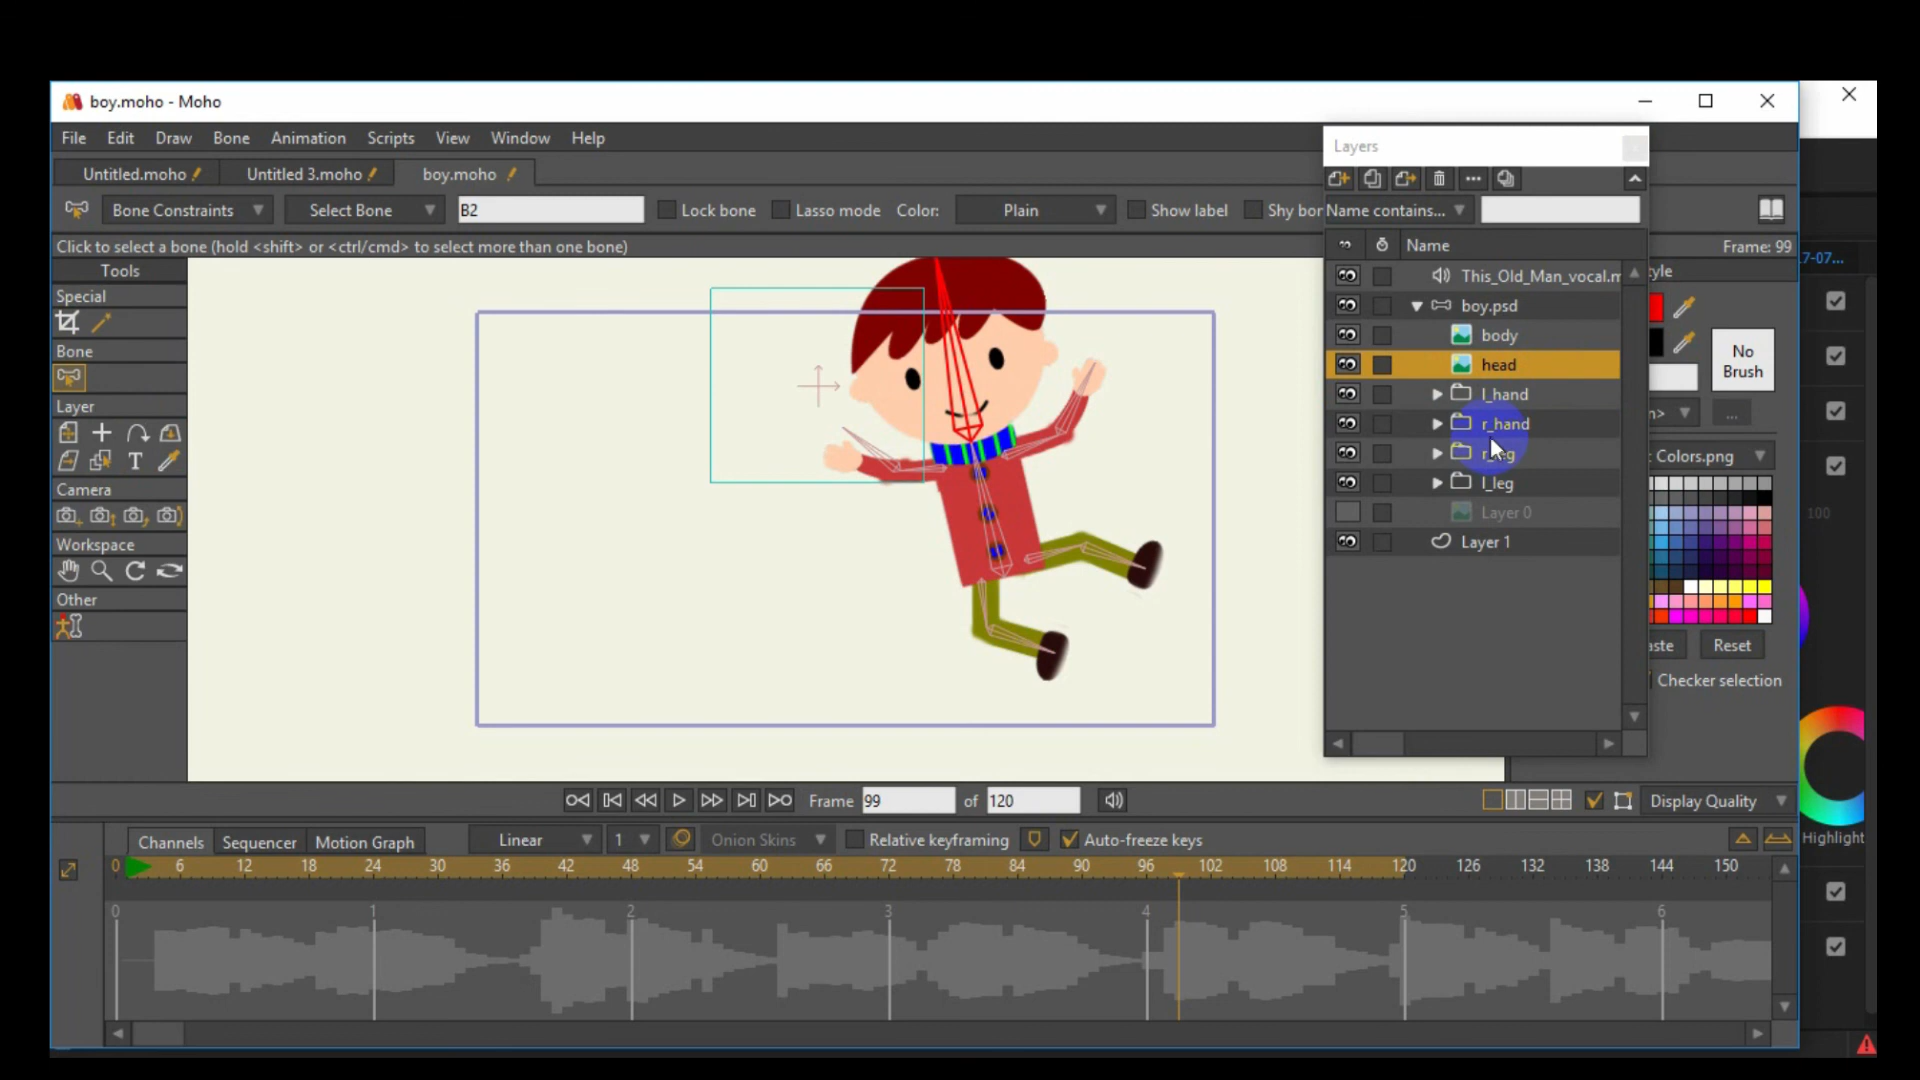 boy.moho - Moho
File Edit Draw Bone Animation Scripts View Window Help
Layers
Untitled.moho Untitled 3.moho boy.moho
Bone Constraints Select Bone B2 Lock bone Lasso mode Color: Plain Show label Shy bon Name contains...
Click to select a bone (hold <shift> or <ctrl/cmd> to select more than one bone) Name Frame: 99
Tools
Special
Bone
Layer
Camera
Workspace
Other
This_Old_Man_vocal.m
boy.psd
body
head
l_hand
r_hand
l_leg
Layer 0
Layer 1
tyle
17-07...
No
Brush
n> ...
Colors.png
100
aste Reset
Checker selection
Highlight
Frame 99 of 120 Display Quality
Channels Sequencer Motion Graph Linear 1 Onion Skins Relative keyframing Auto-freeze keys
0 6 12 18 24 30 36 42 48 54 60 66 72 78 84 90 96 102 108 114 120 126 132 138 144 150
0 1 2 3 4 5 6